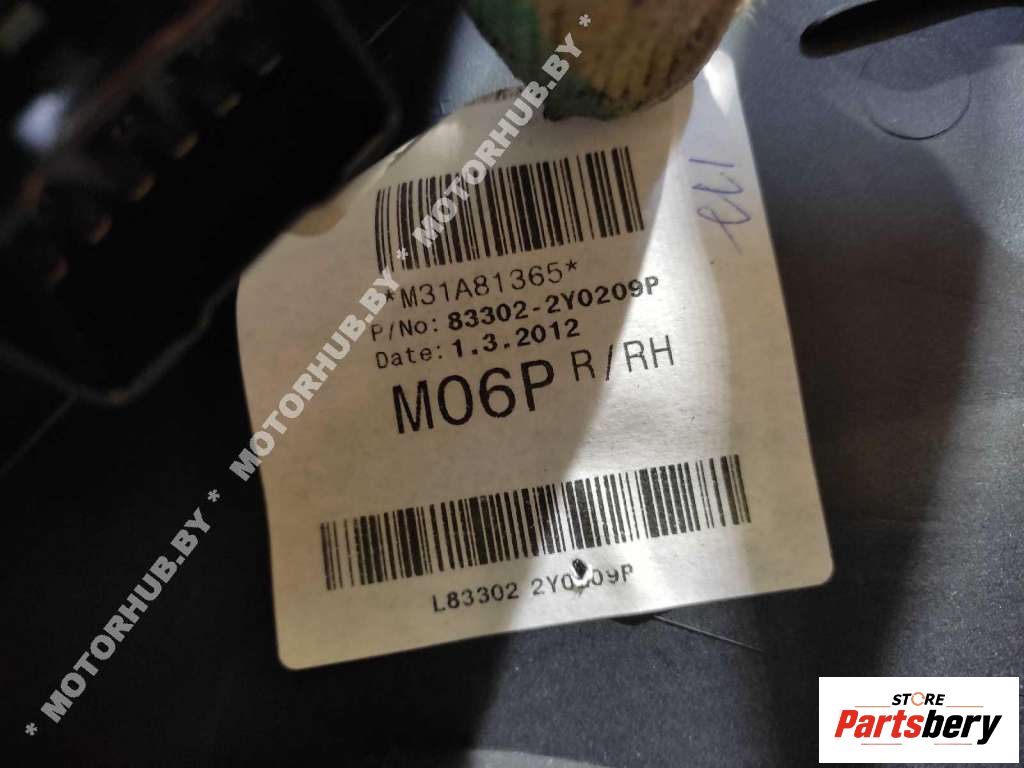 *M31A81365*
P/No: 83302-2Y0209P
Date: 1.3.2012
M06P R/RH
L83302 2Y0209P
* MOTORHUB.BY * MOTORHUB.BY * MOTORHUB.BY *
* MOTORHUB.BY *
STORE
Partsbery